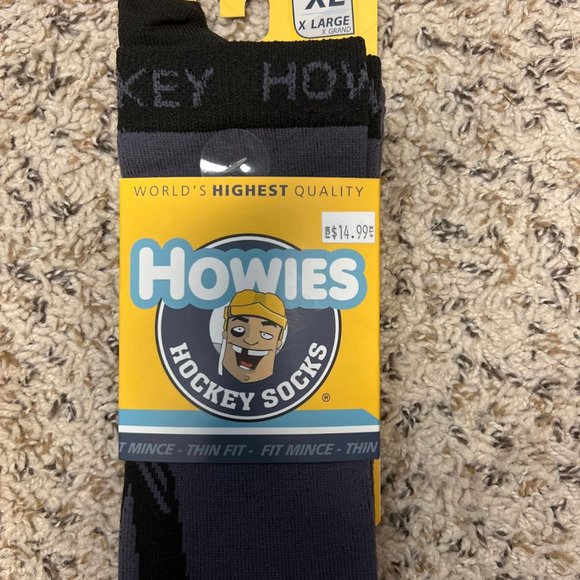 XL
X LARGE
X GRAND
KEY HOW
WORLD'S HIGHEST QUALITY
$14.99
HOWIES
HOCKEY SOCKS
®
T MINCE - THIN FIT - FIT MINCE - THIN